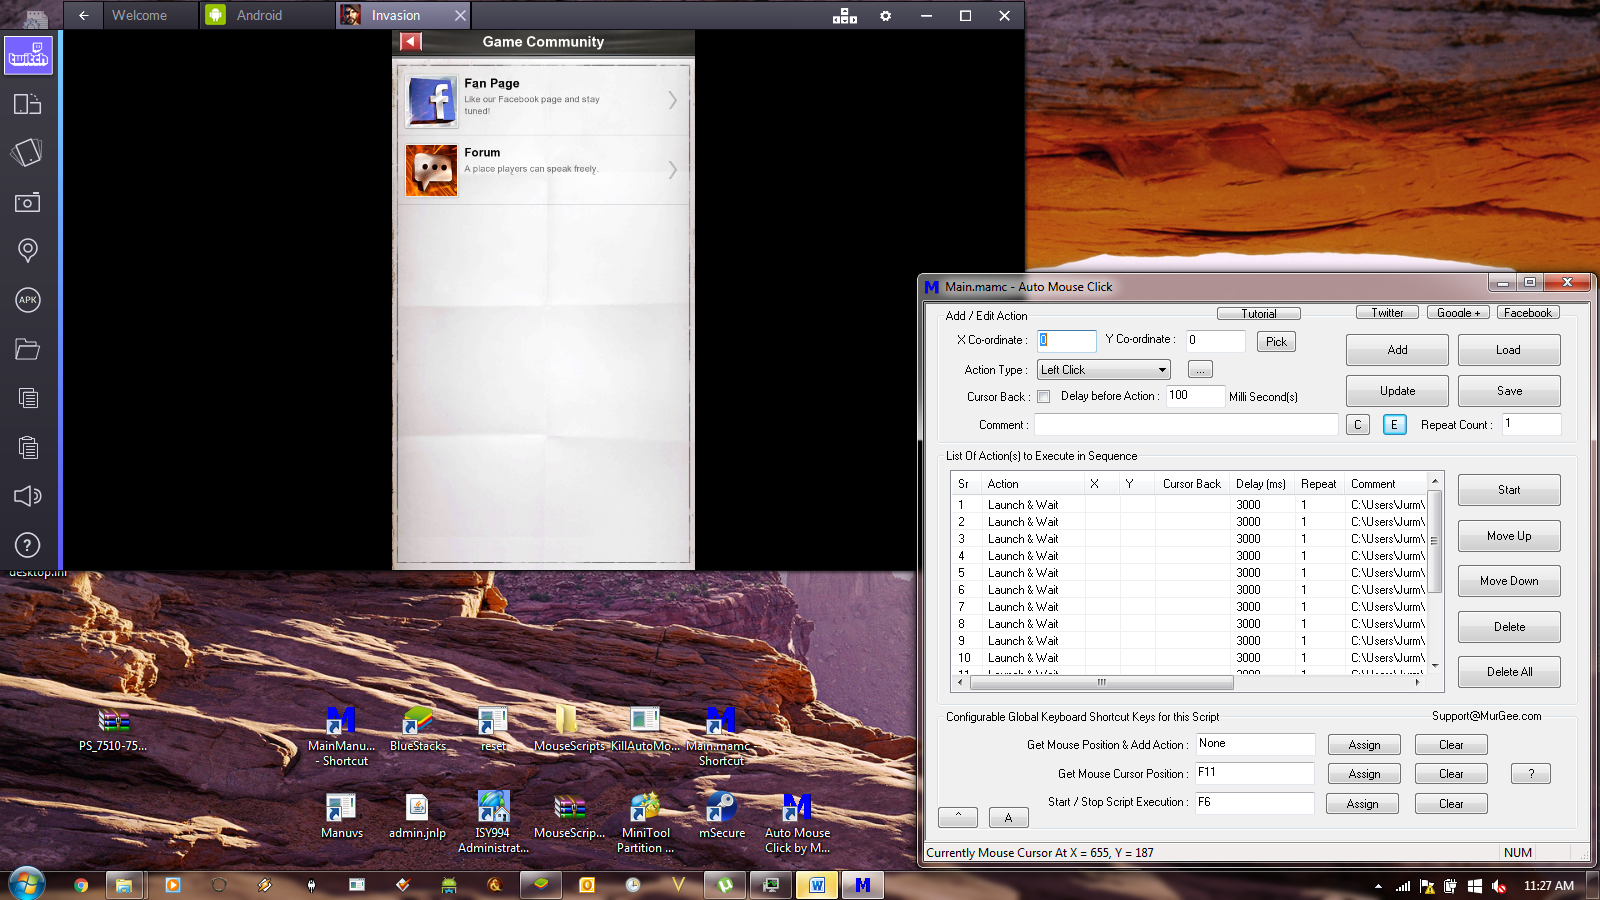 Welcome
Android
Invasion
twitch
APK
?
Game Community
Fan Page
Like our Facebook page and stay
tuned!
Forum
A place players can speak freely.
desktop.ini
Main.mamc - Auto Mouse Click
Add / Edit Action
Tutorial
Twitter
Google +
Facebook
X Co-ordinate :
0
Y Co-ordinate :
0
Pick
Add
Load
Action Type :
Left Click
...
Cursor Back :
Delay before Action :
100
Milli Second(s)
Update
Save
Comment :
C
E
Repeat Count :
1
List Of Action(s) to Execute in Sequence
Sr Action X Y Cursor Back Delay (ms) Repeat Comment
1 Launch & Wait 3000 1 C:\Users\Jurm\
2 Launch & Wait 3000 1 C:\Users\Jurm\
3 Launch & Wait 3000 1 C:\Users\Jurm\
4 Launch & Wait 3000 1 C:\Users\Jurm\
5 Launch & Wait 3000 1 C:\Users\Jurm\
6 Launch & Wait 3000 1 C:\Users\Jurm\
7 Launch & Wait 3000 1 C:\Users\Jurm\
8 Launch & Wait 3000 1 C:\Users\Jurm\
9 Launch & Wait 3000 1 C:\Users\Jurm\
10 Launch & Wait 3000 1 C:\Users\Jurm\
11 Launch & Wait 3000 1 C:\Users\Jurm\
Start
Move Up
Move Down
Delete
Delete All
Configurable Global Keyboard Shortcut Keys for this Script
Support@MurGee.com
Get Mouse Position & Add Action :
None
Assign
Clear
Get Mouse Cursor Position :
F11
Assign
Clear
?
Start / Stop Script Execution :
F6
Assign
Clear
^
A
Currently Mouse Cursor At X = 655, Y = 187
NUM
PS_7510-75...
MainManu...
- Shortcut
BlueStacks
reset
MouseScripts
KillAutoMo...
Main.mamc
- Shortcut
Manuvs
admin.jnlp
ISY994
Administrat...
MouseScrip...
MiniTool
Partition ...
mSecure
Auto Mouse
Click by M...
11:27 AM